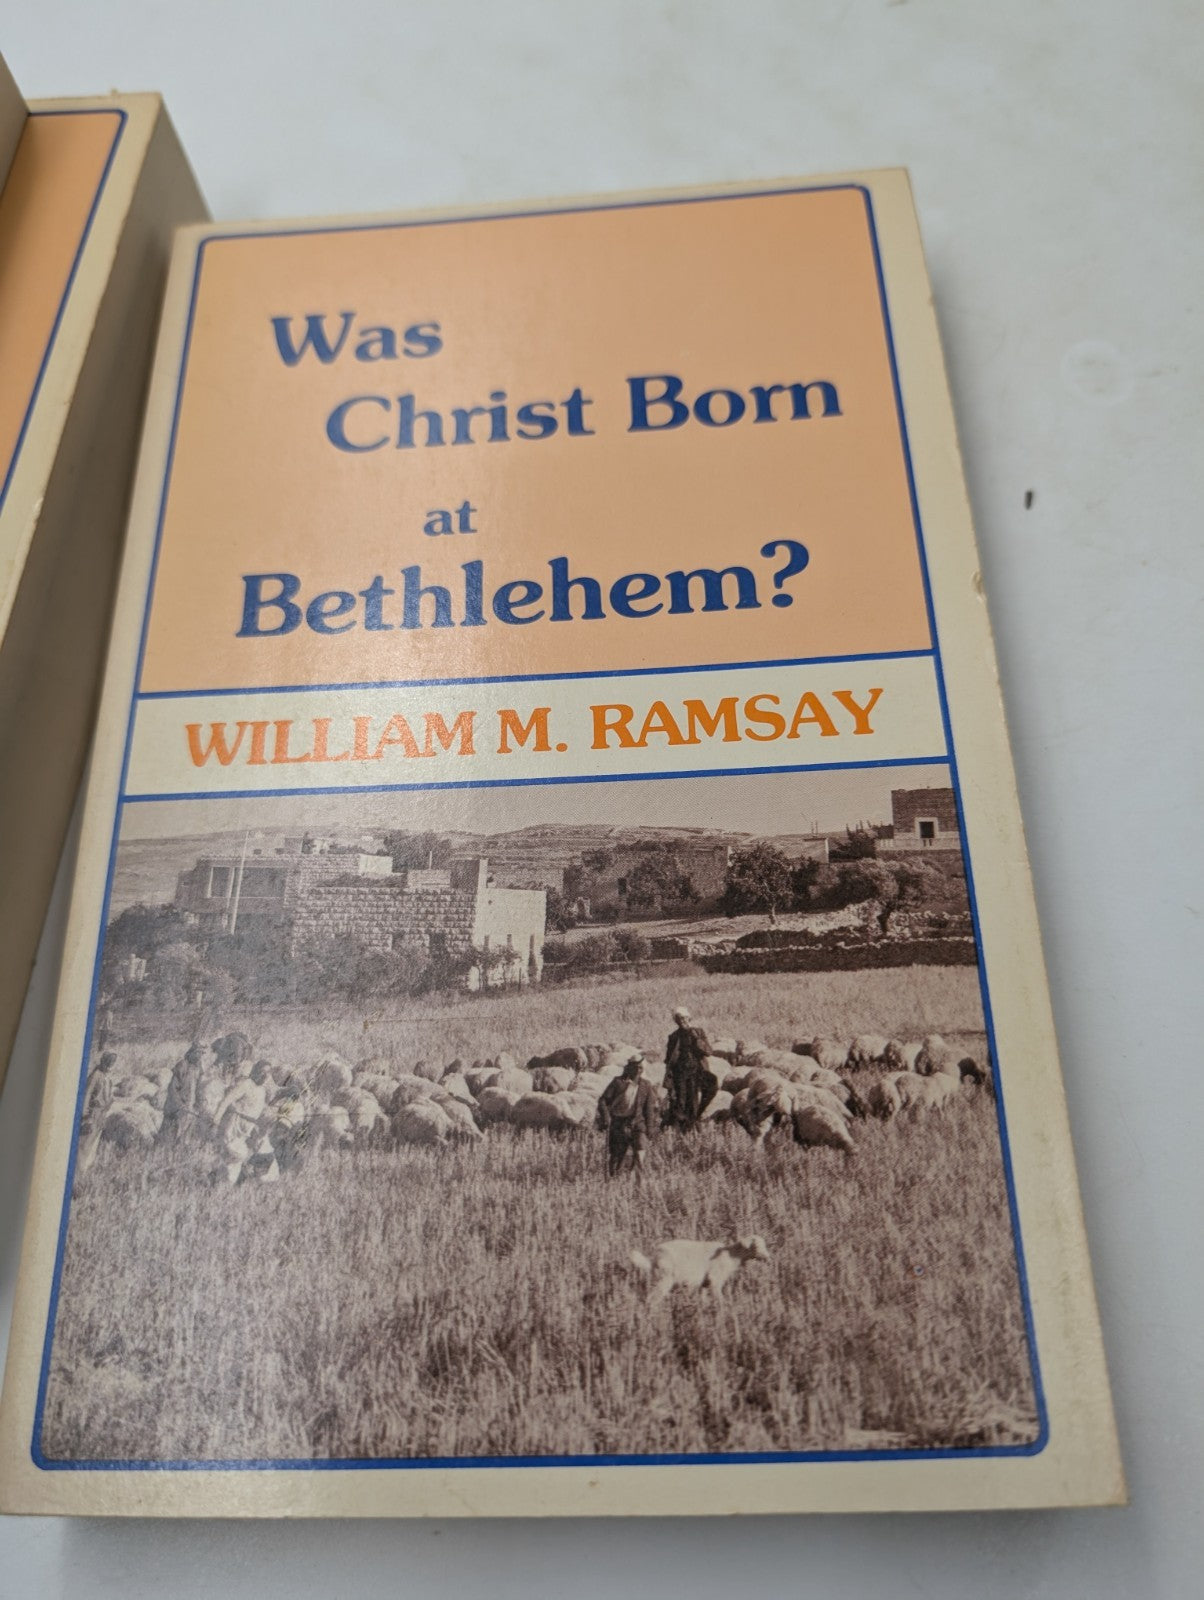 Was
Christ Born
at
Bethlehem?
WILLIAM M. RAMSAY